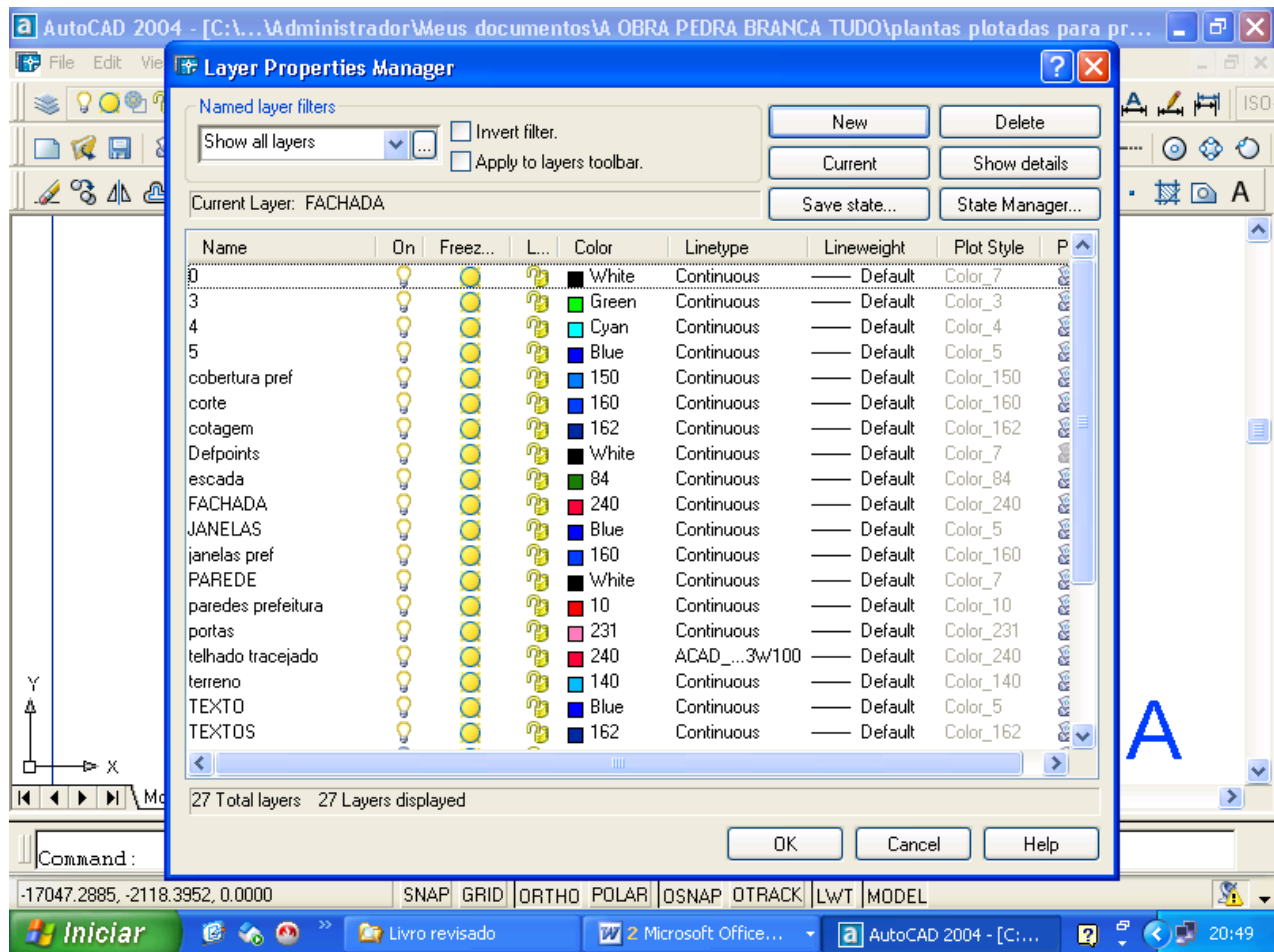 AutoCAD 2004 - [C:\...\Administrador\Meus documentos\A OBRA PEDRA BRANCA TUDO\plantas plotadas para pr...
File Edit Vie
Layer Properties Manager
ISO
Named layer filters
Show all layers
...
Invert filter.
Apply to layers toolbar.
New Delete
Current Show details
Save state... State Manager...
Current Layer: FACHADA
A
Name On Freez... L... Color Linetype Lineweight Plot Style P
0 White Continuous Default Color_7
3 Green Continuous Default Color_3
4 Cyan Continuous Default Color_4
5 Blue Continuous Default Color_5
cobertura pref 150 Continuous Default Color_150
corte 160 Continuous Default Color_160
cotagem 162 Continuous Default Color_162
Defpoints White Continuous Default Color_7
escada 84 Continuous Default Color_84
FACHADA 240 Continuous Default Color_240
JANELAS Blue Continuous Default Color_5
janelas pref 160 Continuous Default Color_160
PAREDE White Continuous Default Color_7
paredes prefeitura 10 Continuous Default Color_10
portas 231 Continuous Default Color_231
telhado tracejado 240 ACAD_...3W100 Default Color_240
terreno 140 Continuous Default Color_140
TEXTO Blue Continuous Default Color_5
TEXTOS 162 Continuous Default Color_162
Y
X
A
Mo
27 Total layers 27 Layers displayed
OK Cancel Help
Command:
-17047.2885, -2118.3952, 0.0000 SNAP GRID ORTHO POLAR OSNAP OTRACK LWT MODEL
Iniciar Livro revisado 2 Microsoft Office... AutoCAD 2004 - [C:... 20:49